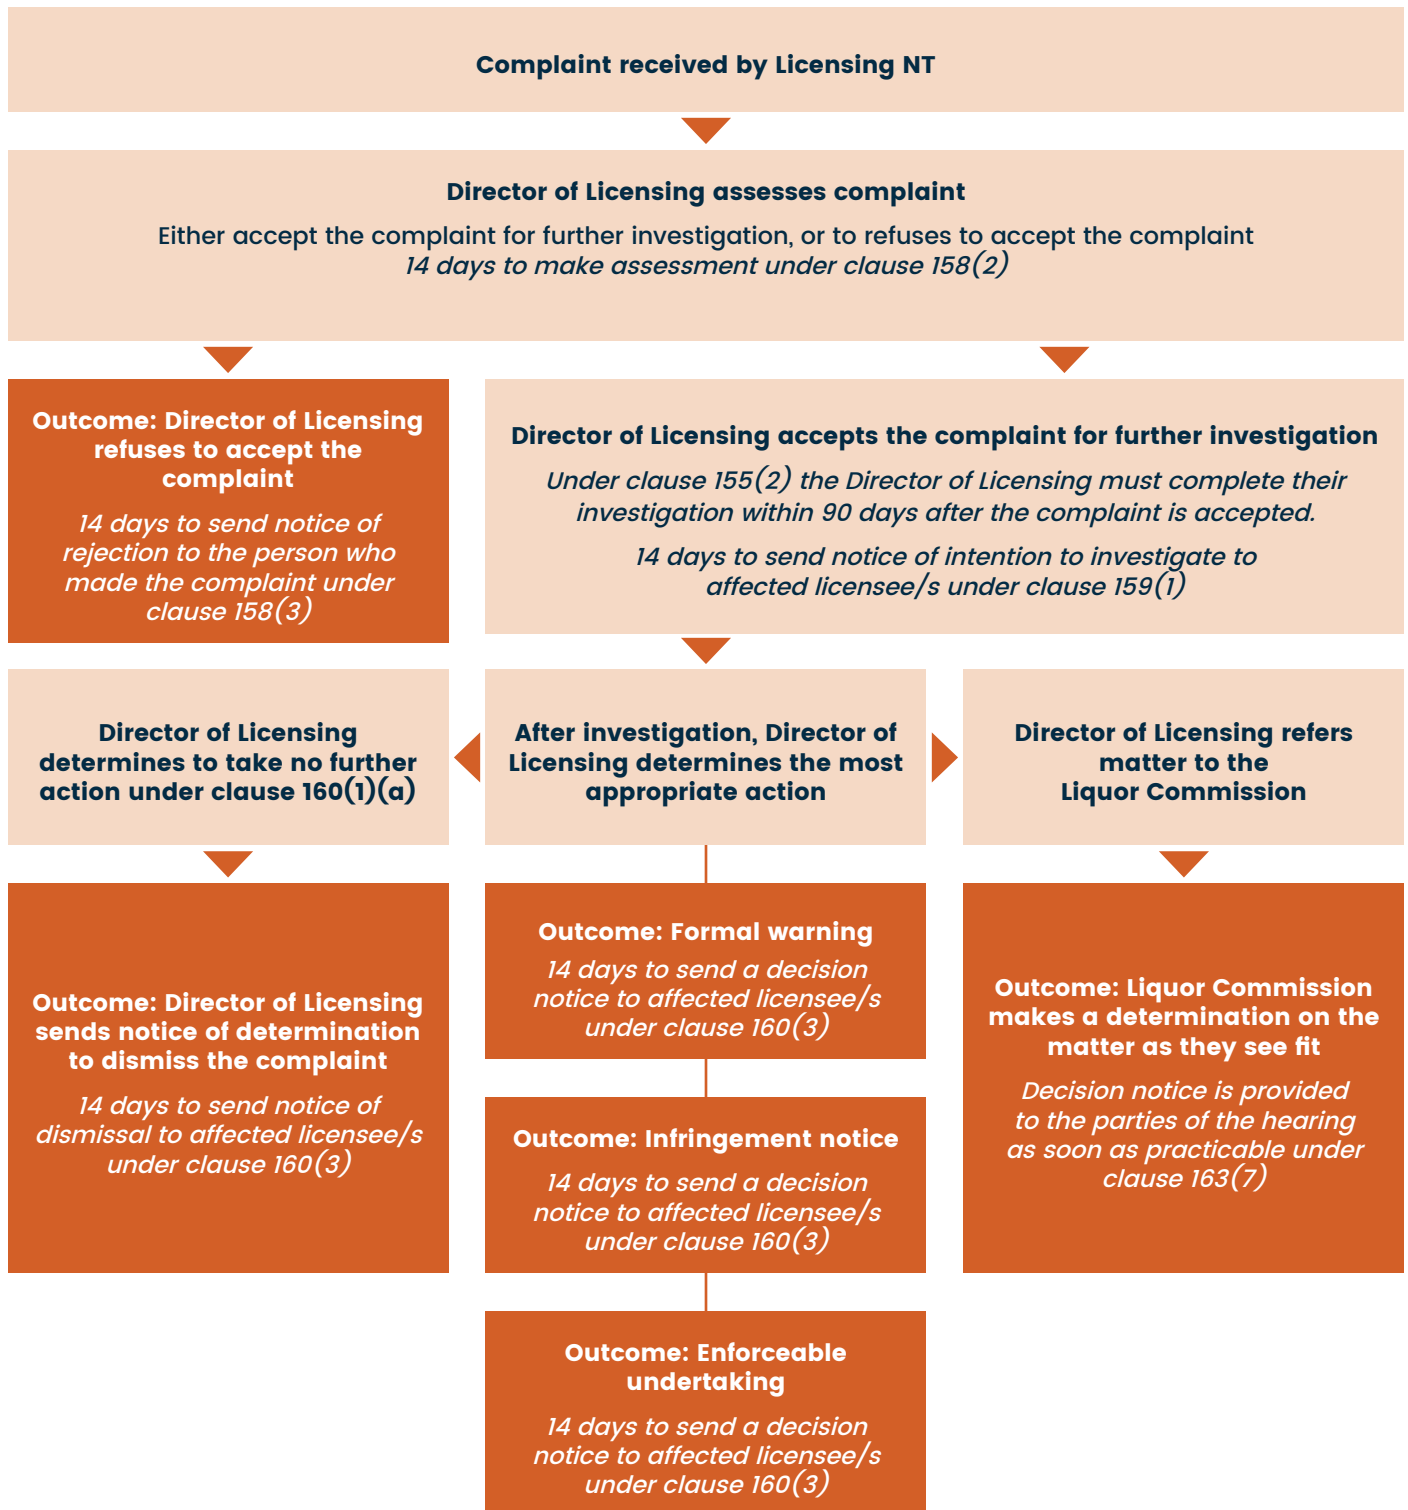 Complaint received by Licensing NT
Director of Licensing assesses complaint
Either accept the complaint for further investigation, or to refuses to accept the complaint
14 days to make assessment under clause 158(2)
Outcome: Director of Licensing
refuses to accept the
complaint
14 days to send notice of
rejection to the person who
made the complaint under
clause 158(3)
Director of Licensing accepts the complaint for further investigation
Under clause 155(2) the Director of Licensing must complete their
investigation within 90 days after the complaint is accepted.
14 days to send notice of intention to investigate to
affected licensee/s under clause 159(1)
Director of Licensing
determines to take no further
action under clause 160(1)(a)
After investigation, Director of
Licensing determines the most
appropriate action
Director of Licensing refers
matter to the
Liquor Commission
Outcome: Director of Licensing
sends notice of determination
to dismiss the complaint
14 days to send notice of
dismissal to affected licensee/s
under clause 160(3)
Outcome: Formal warning
14 days to send a decision
notice to affected licensee/s
under clause 160(3)
Outcome: Infringement notice
14 days to send a decision
notice to affected licensee/s
under clause 160(3)
Outcome: Enforceable
undertaking
14 days to send a decision
notice to affected licensee/s
under clause 160(3)
Outcome: Liquor Commission
makes a determination on the
matter as they see fit
Decision notice is provided
to the parties of the hearing
as soon as practicable under
clause 163(7)